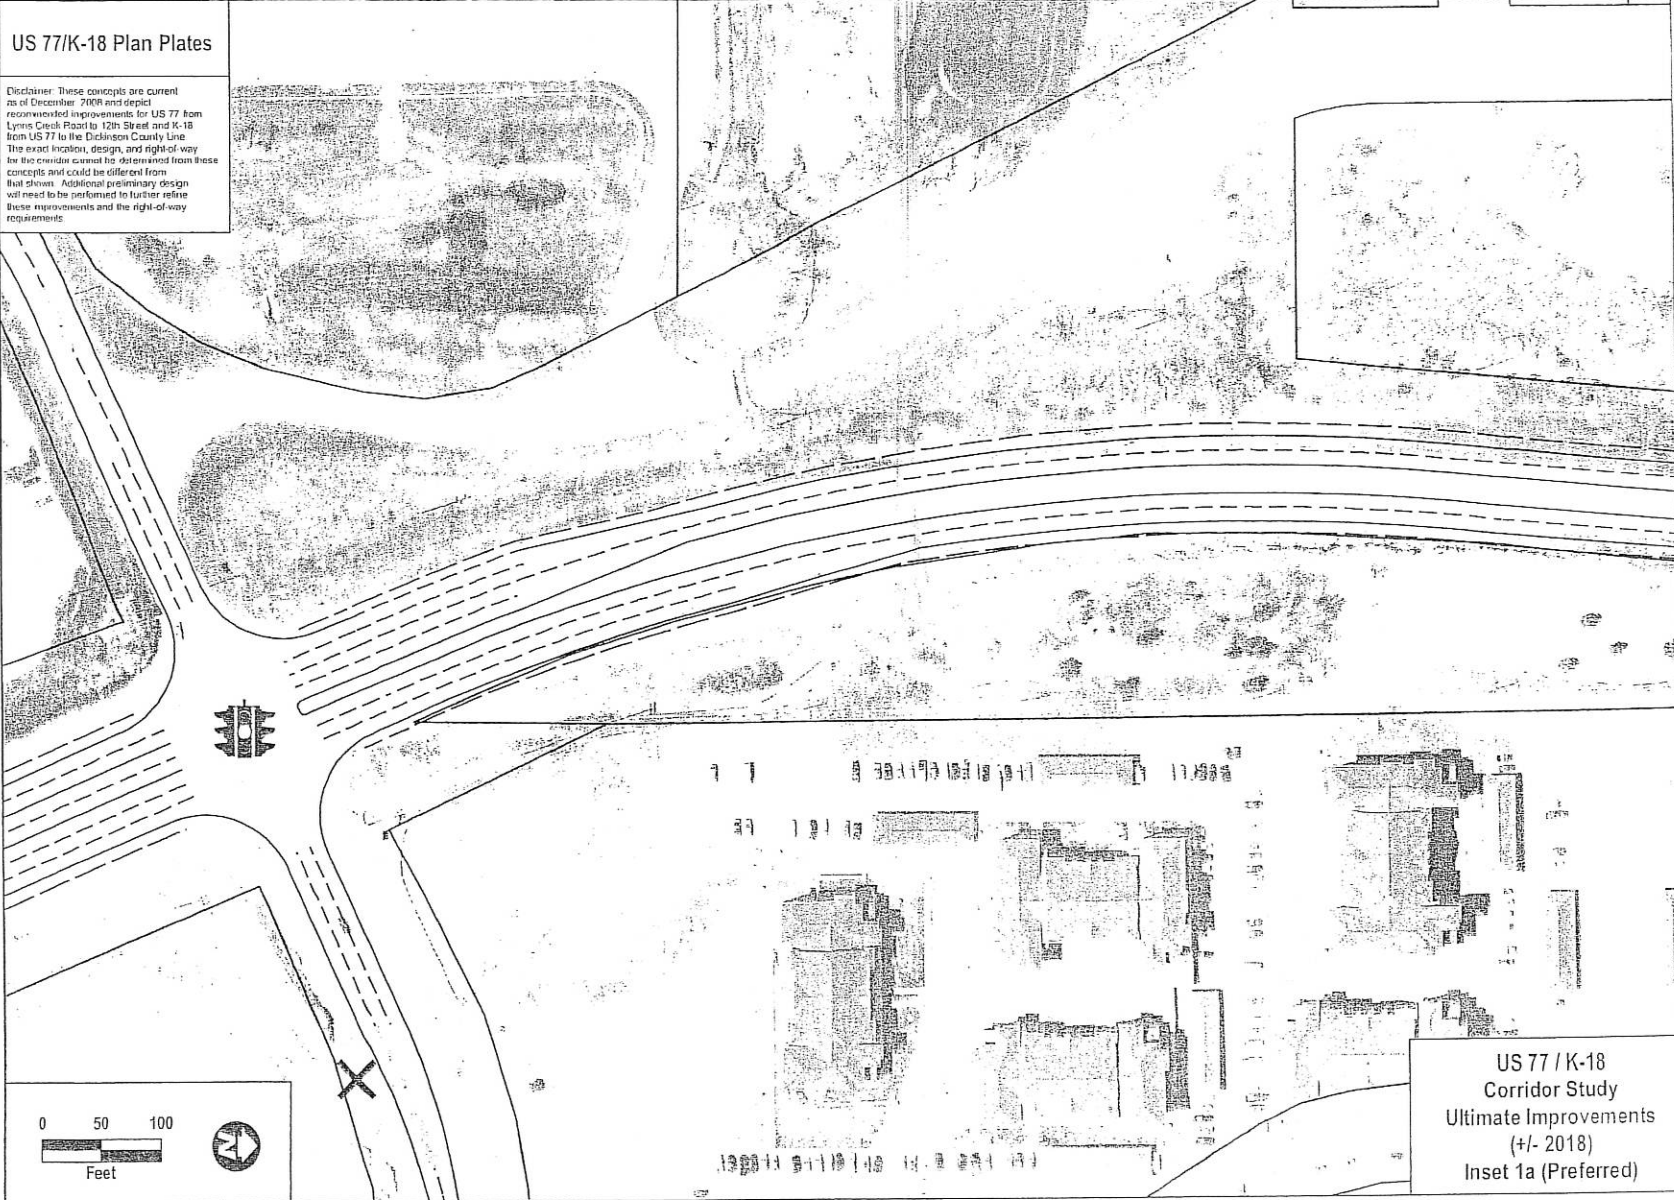 US 77/K-18 Plan Plates
Disclaimer: These concepts are current
as of December 2008 and depict
recommended improvements for US 77 from
Lyons Creek Road to 12th Street and K-18
from US 77 to the Dickinson County Line
The exact location, design, and right-of-way
for the corridor cannot be determined from these
concepts and could be different from
that shown. Additional preliminary design
will need to be performed to further refine
these improvements and the right-of-way
requirements.
0 50 100
Feet
N
US 77 / K-18
Corridor Study
Ultimate Improvements
(+/- 2018)
Inset 1a (Preferred)